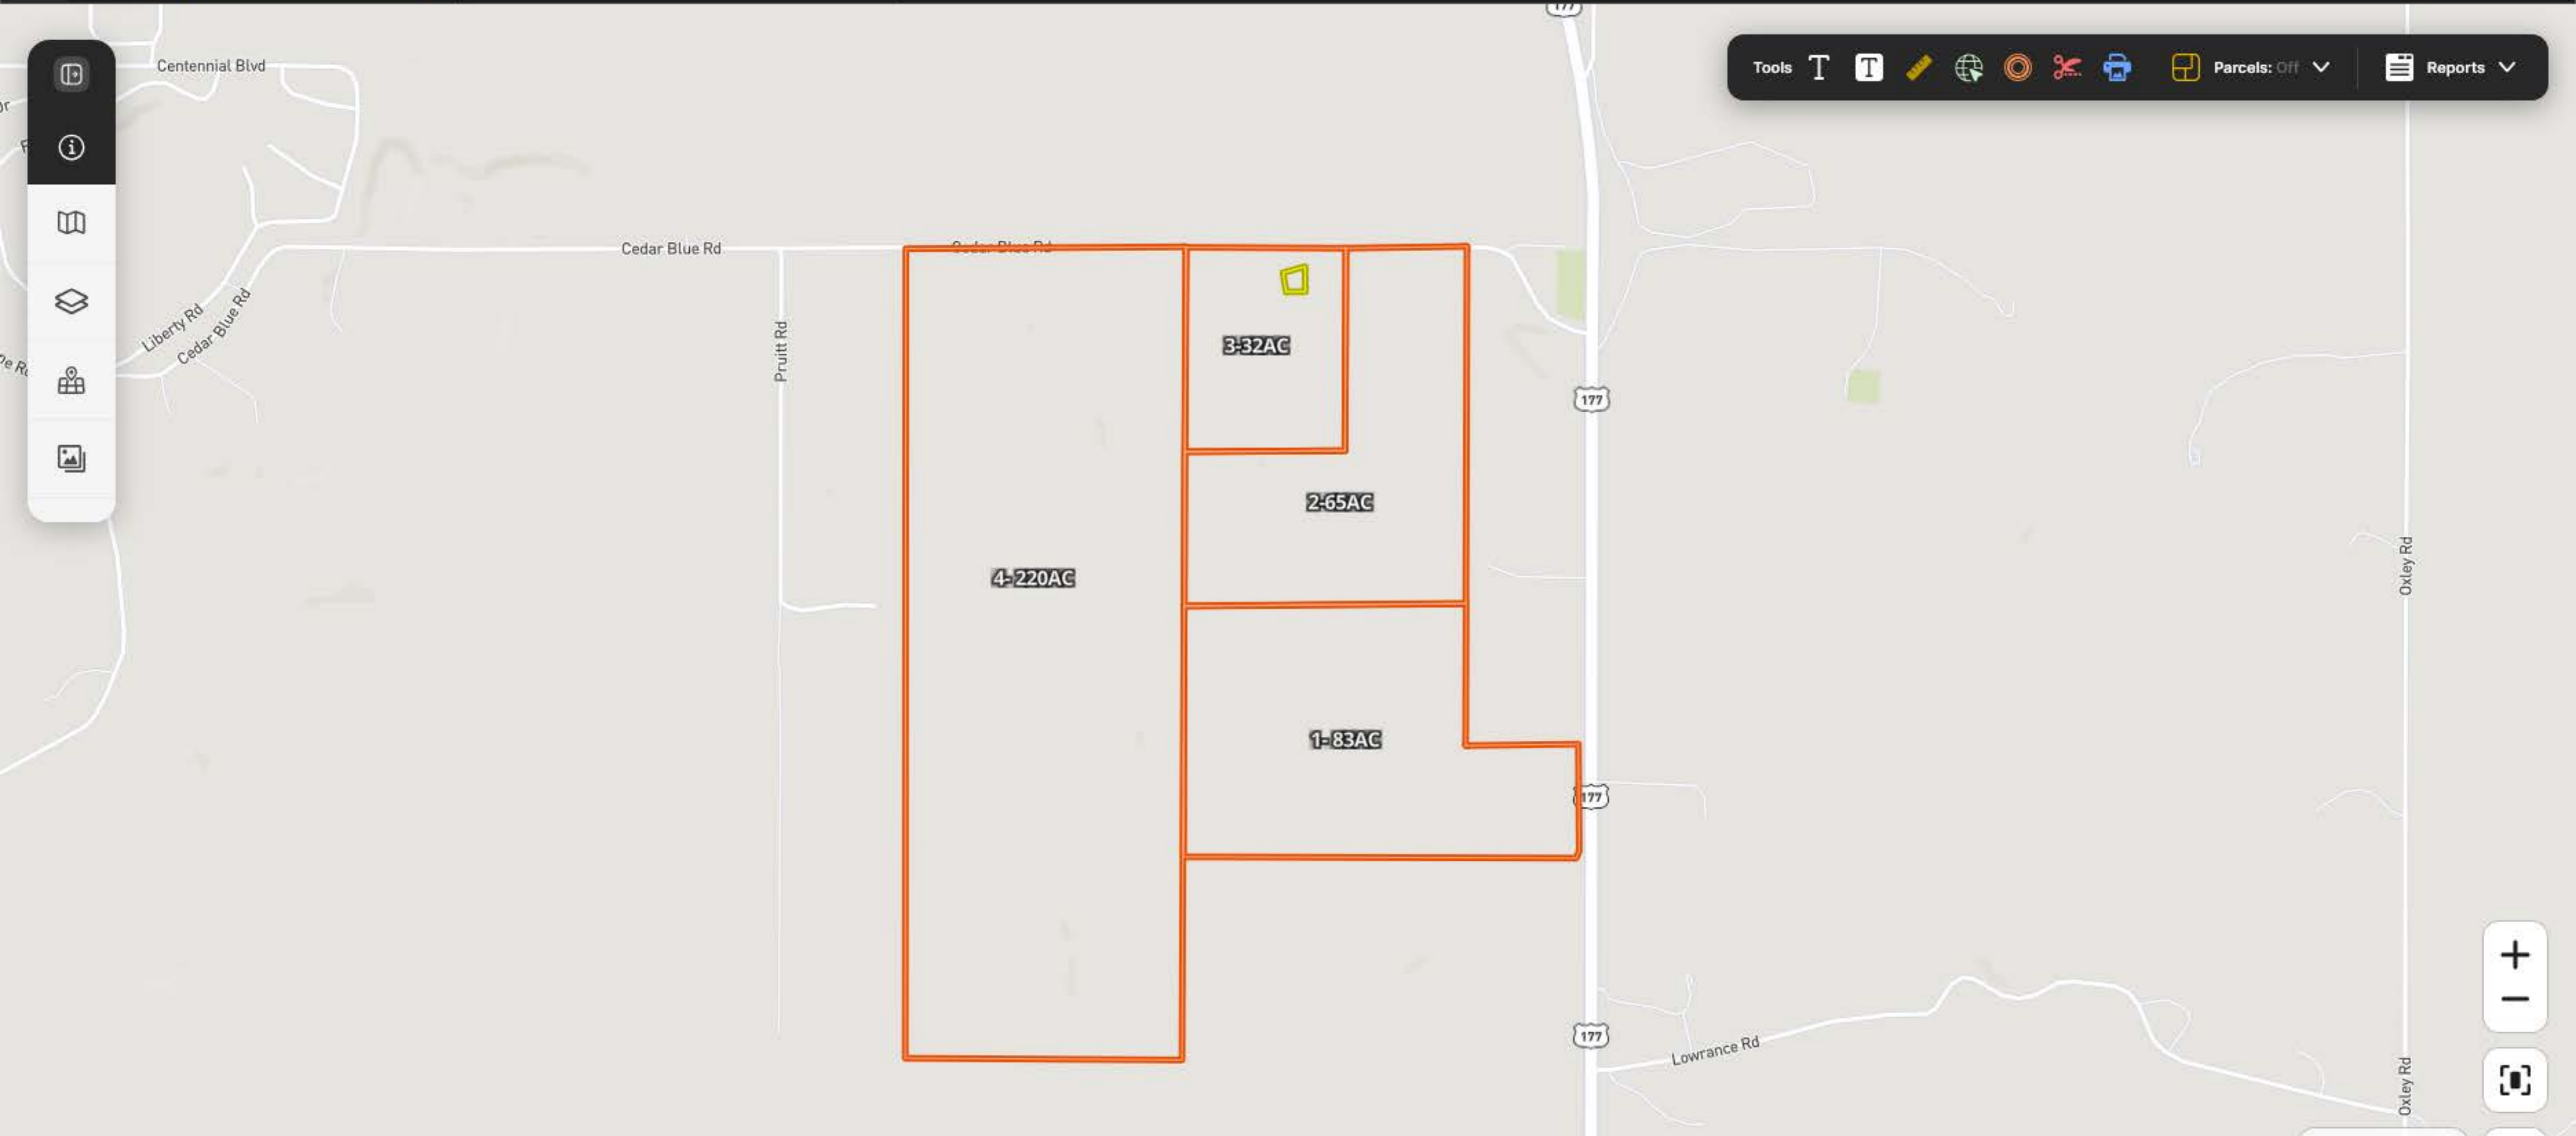 177
Tools T T Parcels: Off Reports
Centennial Blvd
Cedar Blue Rd
Cedar Blue Rd
Liberty Rd
Cedar Blue Rd
Pruitt Rd
3-32AC
177
2-65AC
4- 220AC
Oxley Rd
1- 83AC
177
177
Lowrance Rd
Oxley Rd